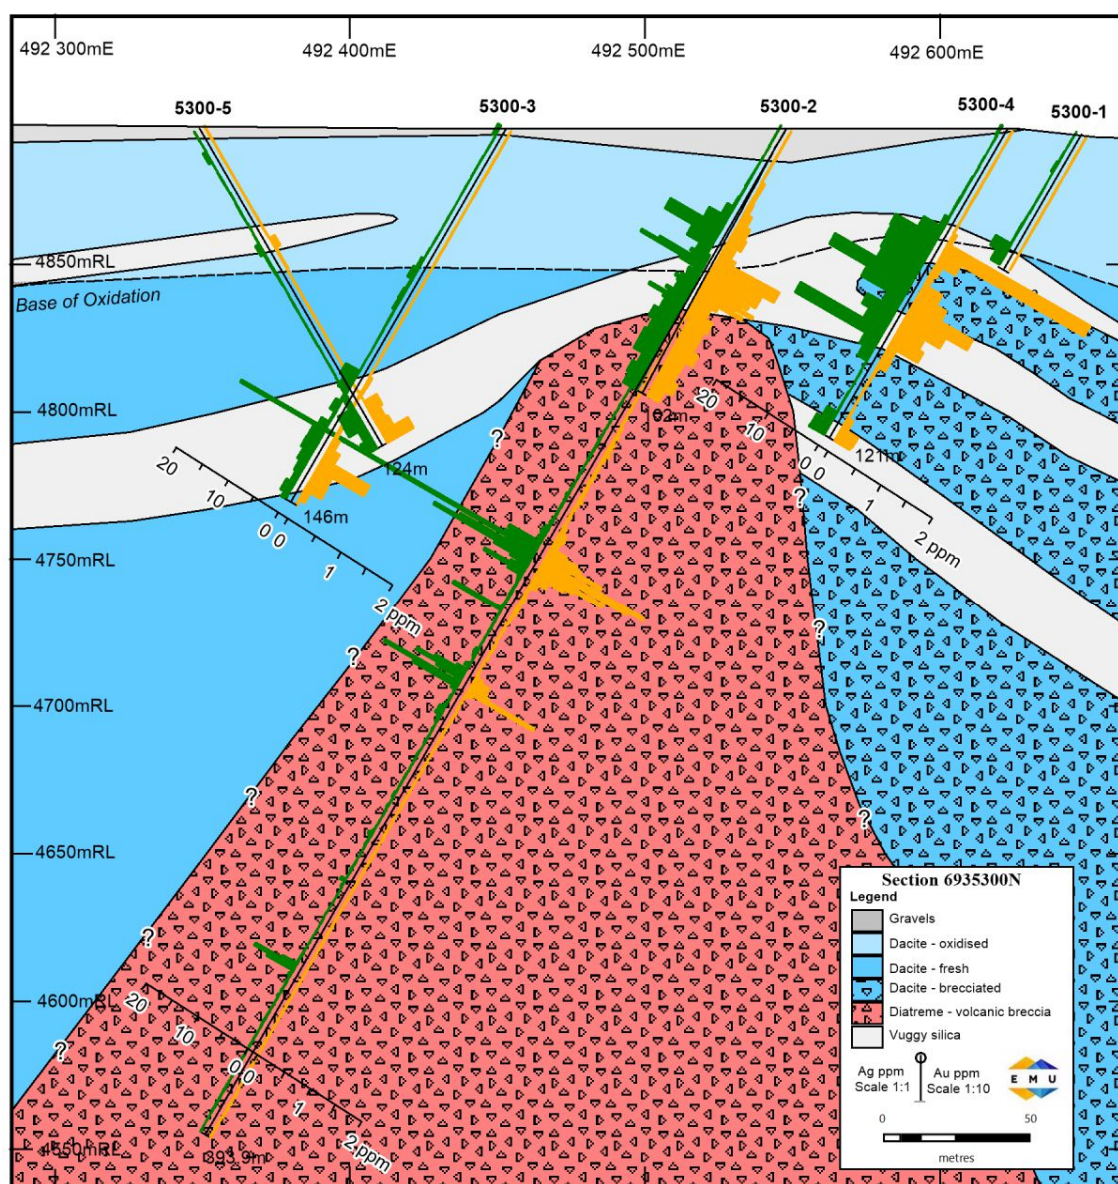 492 300mE
492 400mE
492 500mE
492 600mE
5300-5
5300-3
5300-2
5300-4
5300-1
4850mRL
Base of Oxidation
4800mRL
124m
146m
121m
20
10
0 0
1
2 ppm
20
10
0 0
1
2 ppm
?
?
?
?
?
?
?
?
?
4750mRL
4700mRL
4650mRL
4600mRL
4550mRL
20
10
0.0
1
2 ppm
393.9m
Section 6935300N
Legend
Gravels
Dacite - oxidised
Dacite - fresh
Dacite - brecciated
Diatreme - volcanic breccia
Vuggy silica
Ag ppm
Scale 1:1
Au ppm
Scale 1:10
E M U
0
50
metres